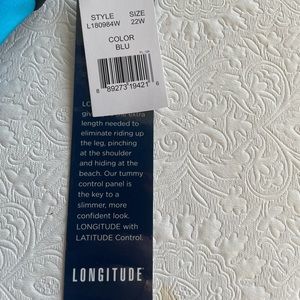 STYLE SIZE
L180984W 22W
COLOR
BLU
8 89273 19421 6
length needed to
eliminate riding up
the leg, pinching
at the shoulder
and hiding at the
beach. Our tummy
control panel is
the key to a
slimmer, more
confident look.
LONGITUDE with
LATITUDE Control.
LONGITUDE